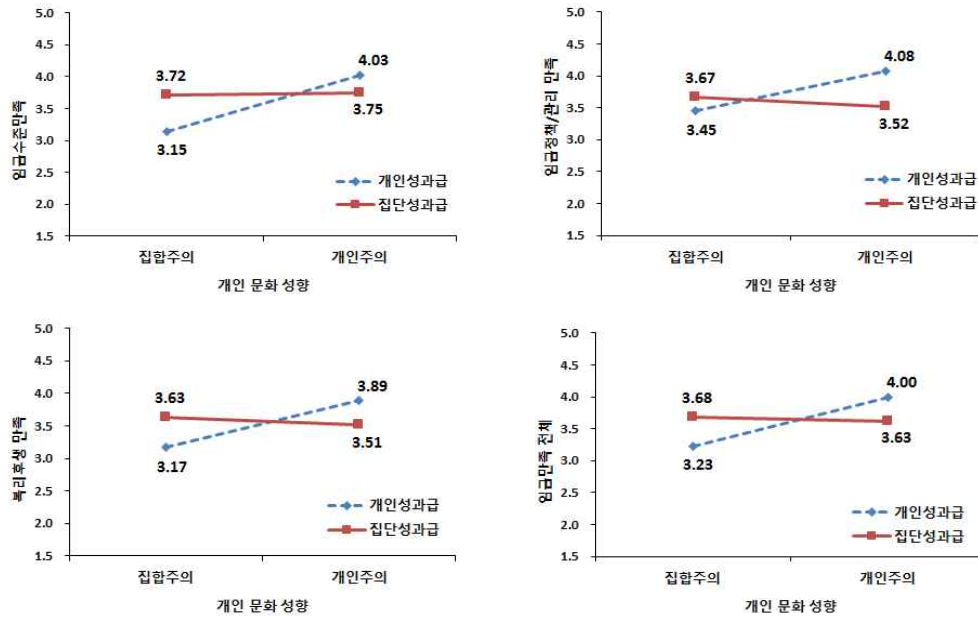 임금수준만족
5.0
4.5
4.0
3.5
3.0
2.5
2.0
1.5
3.72
4.03
3.15
3.75
개인성과급
집단성과급
집합주의
개인주의
개인 문화 성향
임금정책/관리 만족
5.0
4.5
4.0
3.5
3.0
2.5
2.0
1.5
3.67
4.08
3.45
3.52
개인성과급
집단성과급
집합주의
개인주의
개인 문화 성향
복리후생 만족
5.0
4.5
4.0
3.5
3.0
2.5
2.0
1.5
3.63
3.89
3.17
3.51
개인성과급
집단성과급
집합주의
개인주의
개인 문화 성향
임금만족 전체
5.0
4.5
4.0
3.5
3.0
2.5
2.0
1.5
3.68
4.00
3.23
3.63
개인성과급
집단성과급
집합주의
개인주의
개인 문화 성향